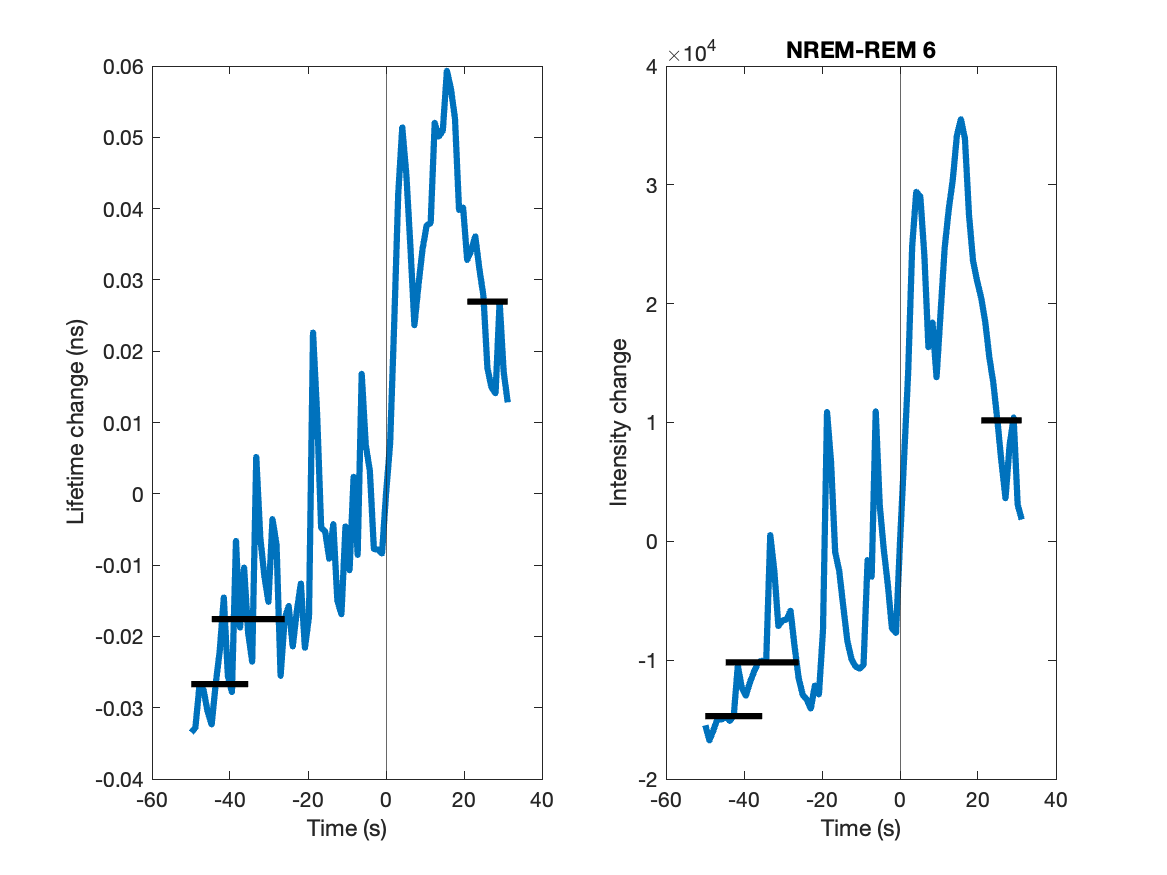 NREM-REM 6
×10^4
0.06
0.05
0.04
0.03
0.02
0.01
0
-0.01
-0.02
-0.03
-0.04
-60 -40 -20 0 20 40
Time (s)
Lifetime change (ns)
4
3
2
1
0
-1
-2
-60 -40 -20 0 20 40
Time (s)
Intensity change